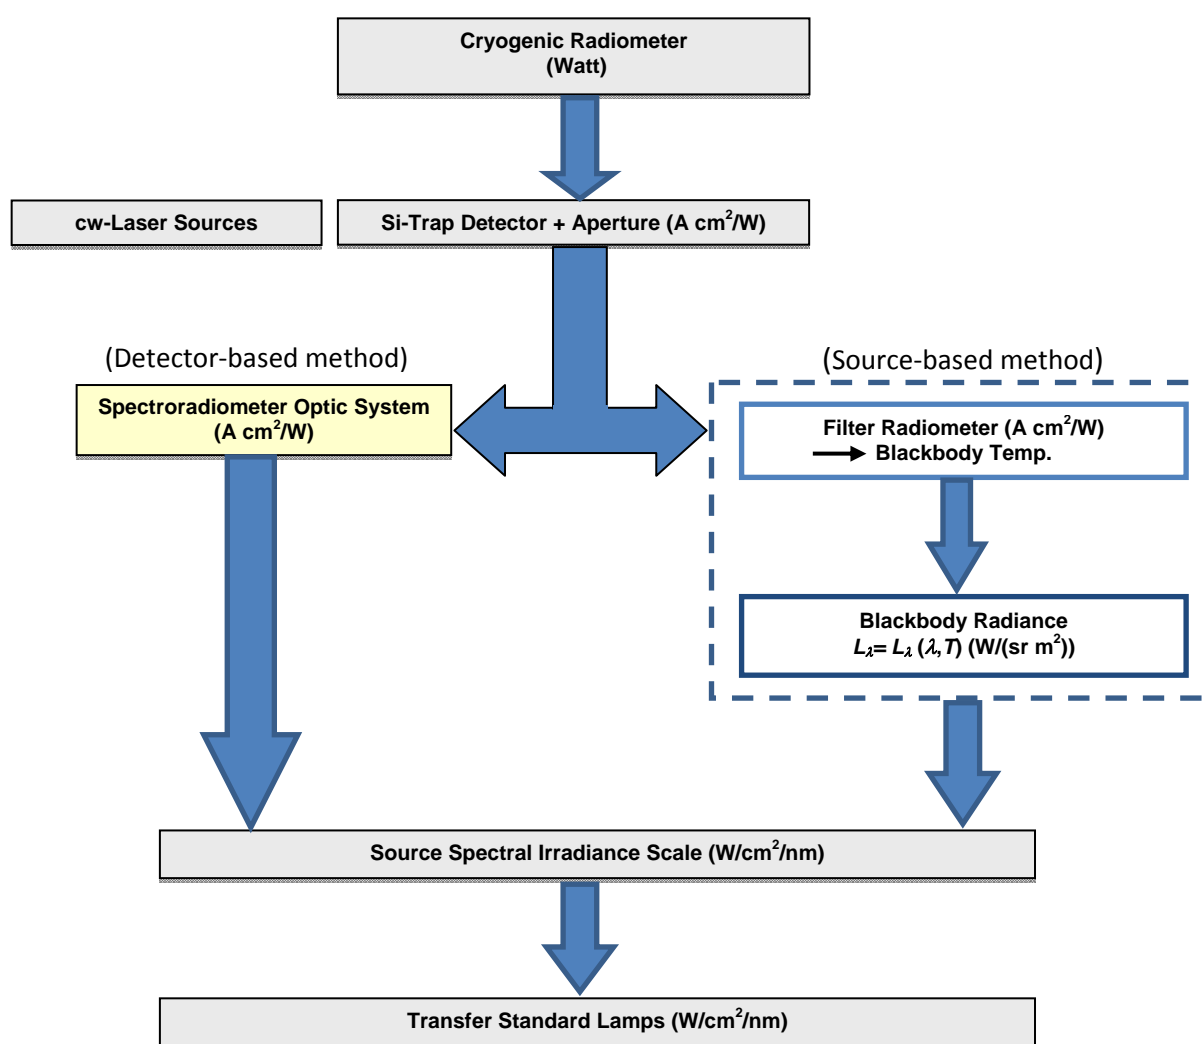 Cryogenic Radiometer
(Watt)
cw-Laser Sources
Si-Trap Detector + Aperture (A cm²/W)
(Detector-based method)
(Source-based method)
Spectroradiometer Optic System
(A cm²/W)
Filter Radiometer (A cm²/W)
Blackbody Temp.
Blackbody Radiance
L_λ= L_λ (λ,T) (W/(sr m²))
Source Spectral Irradiance Scale (W/cm²/nm)
Transfer Standard Lamps (W/cm²/nm)